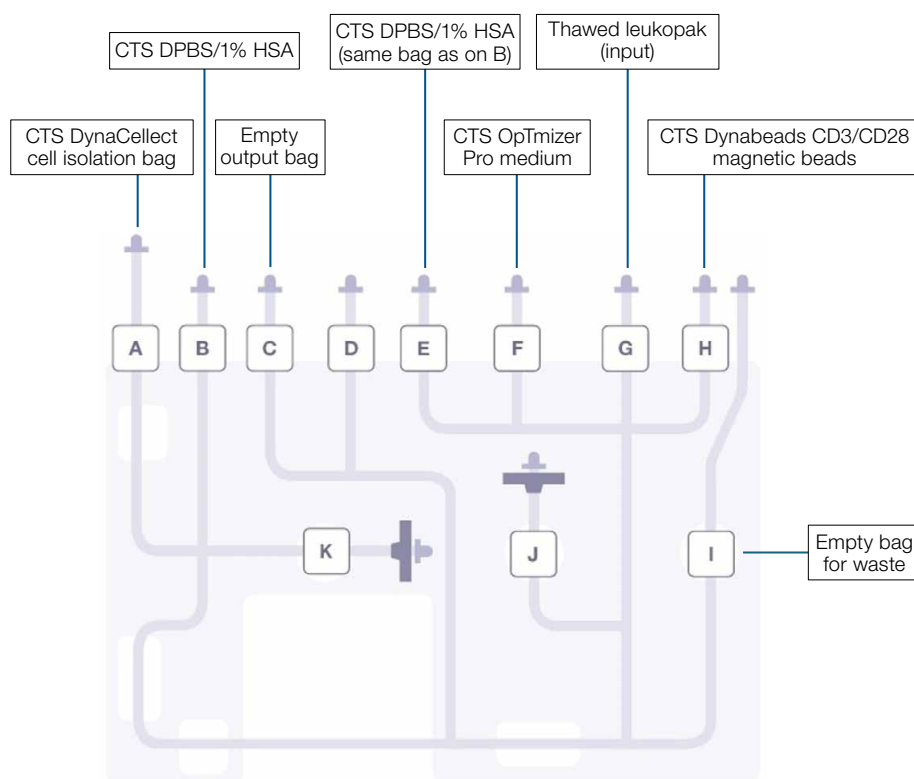 CTS DPBS/1% HSA
CTS DPBS/1% HSA
(same bag as on B)
Thawed leukopak
(input)
CTS DynaCellect
cell isolation bag
Empty
output bag
CTS OpTmizer
Pro medium
CTS Dynabeads CD3/CD28
magnetic beads
A
B
C
D
E
F
G
H
K
J
I
Empty bag
for waste